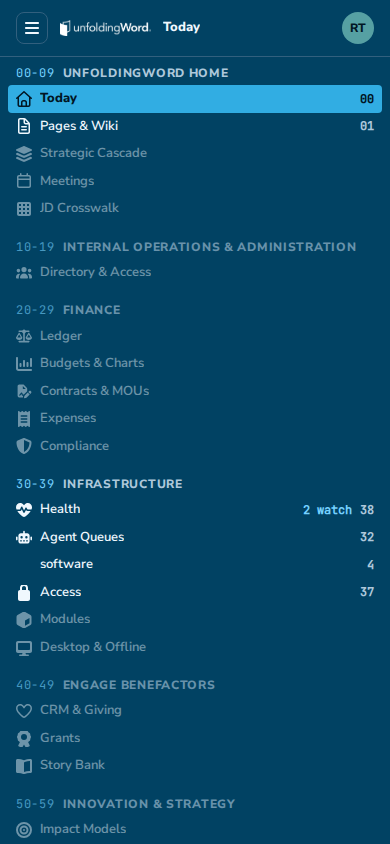 unfoldingWord. Today RT
00-09 UNFOLDINGWORD HOME
Today 00
Pages & Wiki 01
Strategic Cascade
Meetings
JD Crosswalk
10-19 INTERNAL OPERATIONS & ADMINISTRATION
Directory & Access
20-29 FINANCE
Ledger
Budgets & Charts
Contracts & MOUs
Expenses
Compliance
30-39 INFRASTRUCTURE
Health 2 watch 38
Agent Queues 32
software 4
Access 37
Modules
Desktop & Offline
40-49 ENGAGE BENEFACTORS
CRM & Giving
Grants
Story Bank
50-59 INNOVATION & STRATEGY
Impact Models